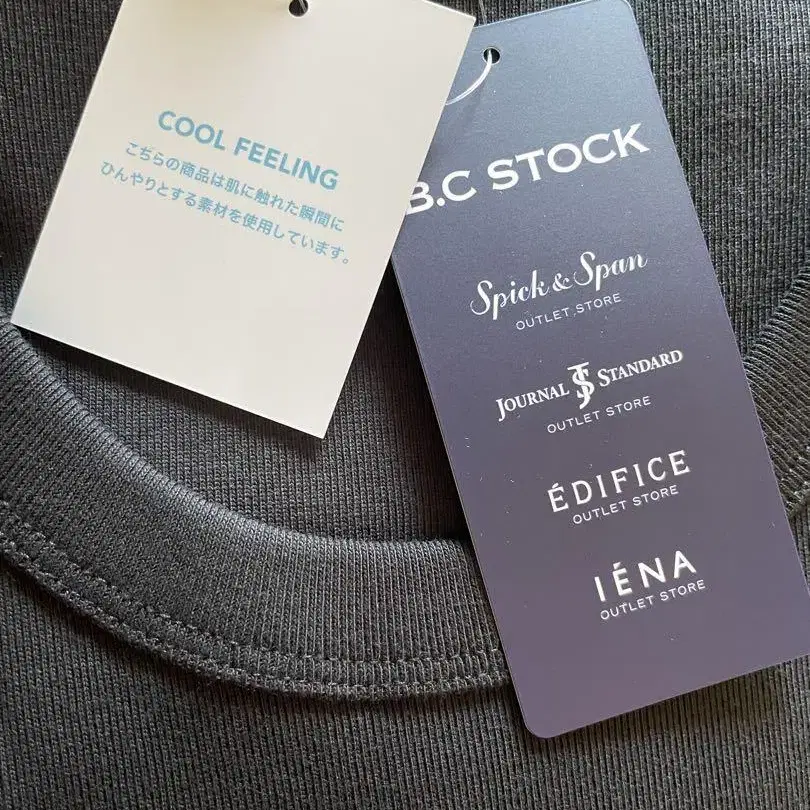 COOL FEELING
こちらの商品は肌に触れた瞬間に
ひんやりとする素材を使用しています。
B.C STOCK
Spick & Span
OUTLET STORE
JOURNAL JS STANDARD
OUTLET STORE
ÉDIFICE
OUTLET STORE
IÉNA
OUTLET STORE